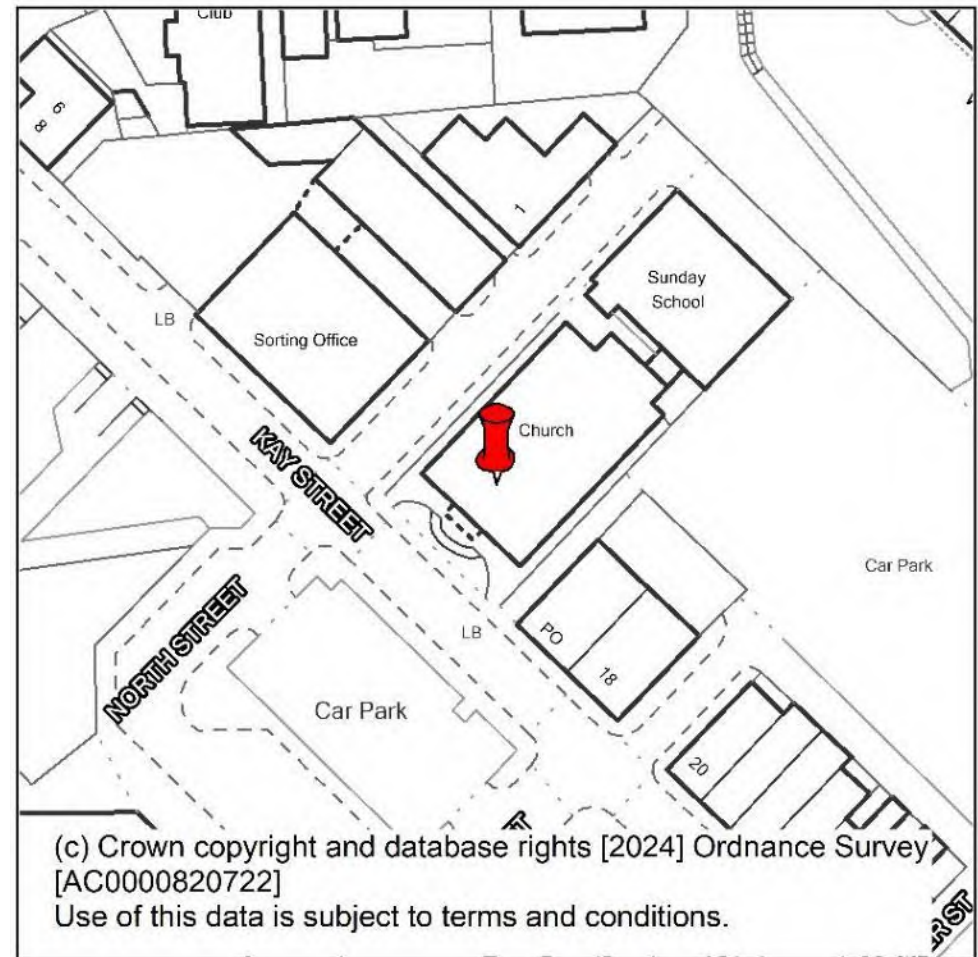 Club
6
8
1
Sunday
School
LB
Sorting Office
Church
KAY STREET
Car Park
NORTH STREET
LB
PO
18
Car Park
20
(c) Crown copyright and database rights [2024] Ordnance Survey
[AC0000820722]
Use of this data is subject to terms and conditions.